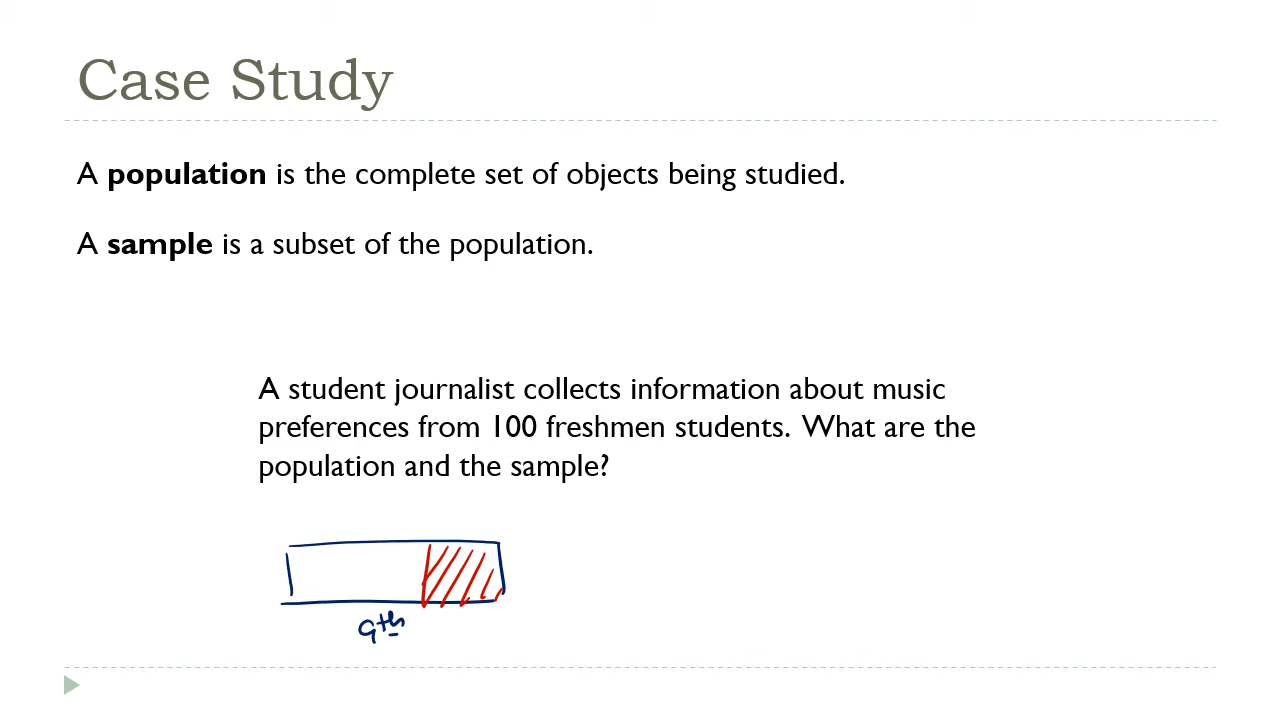 Case Study
A population is the complete set of objects being studied.
A sample is a subset of the population.
A student journalist collects information about music
preferences from 100 freshmen students. What are the
population and the sample?
9th